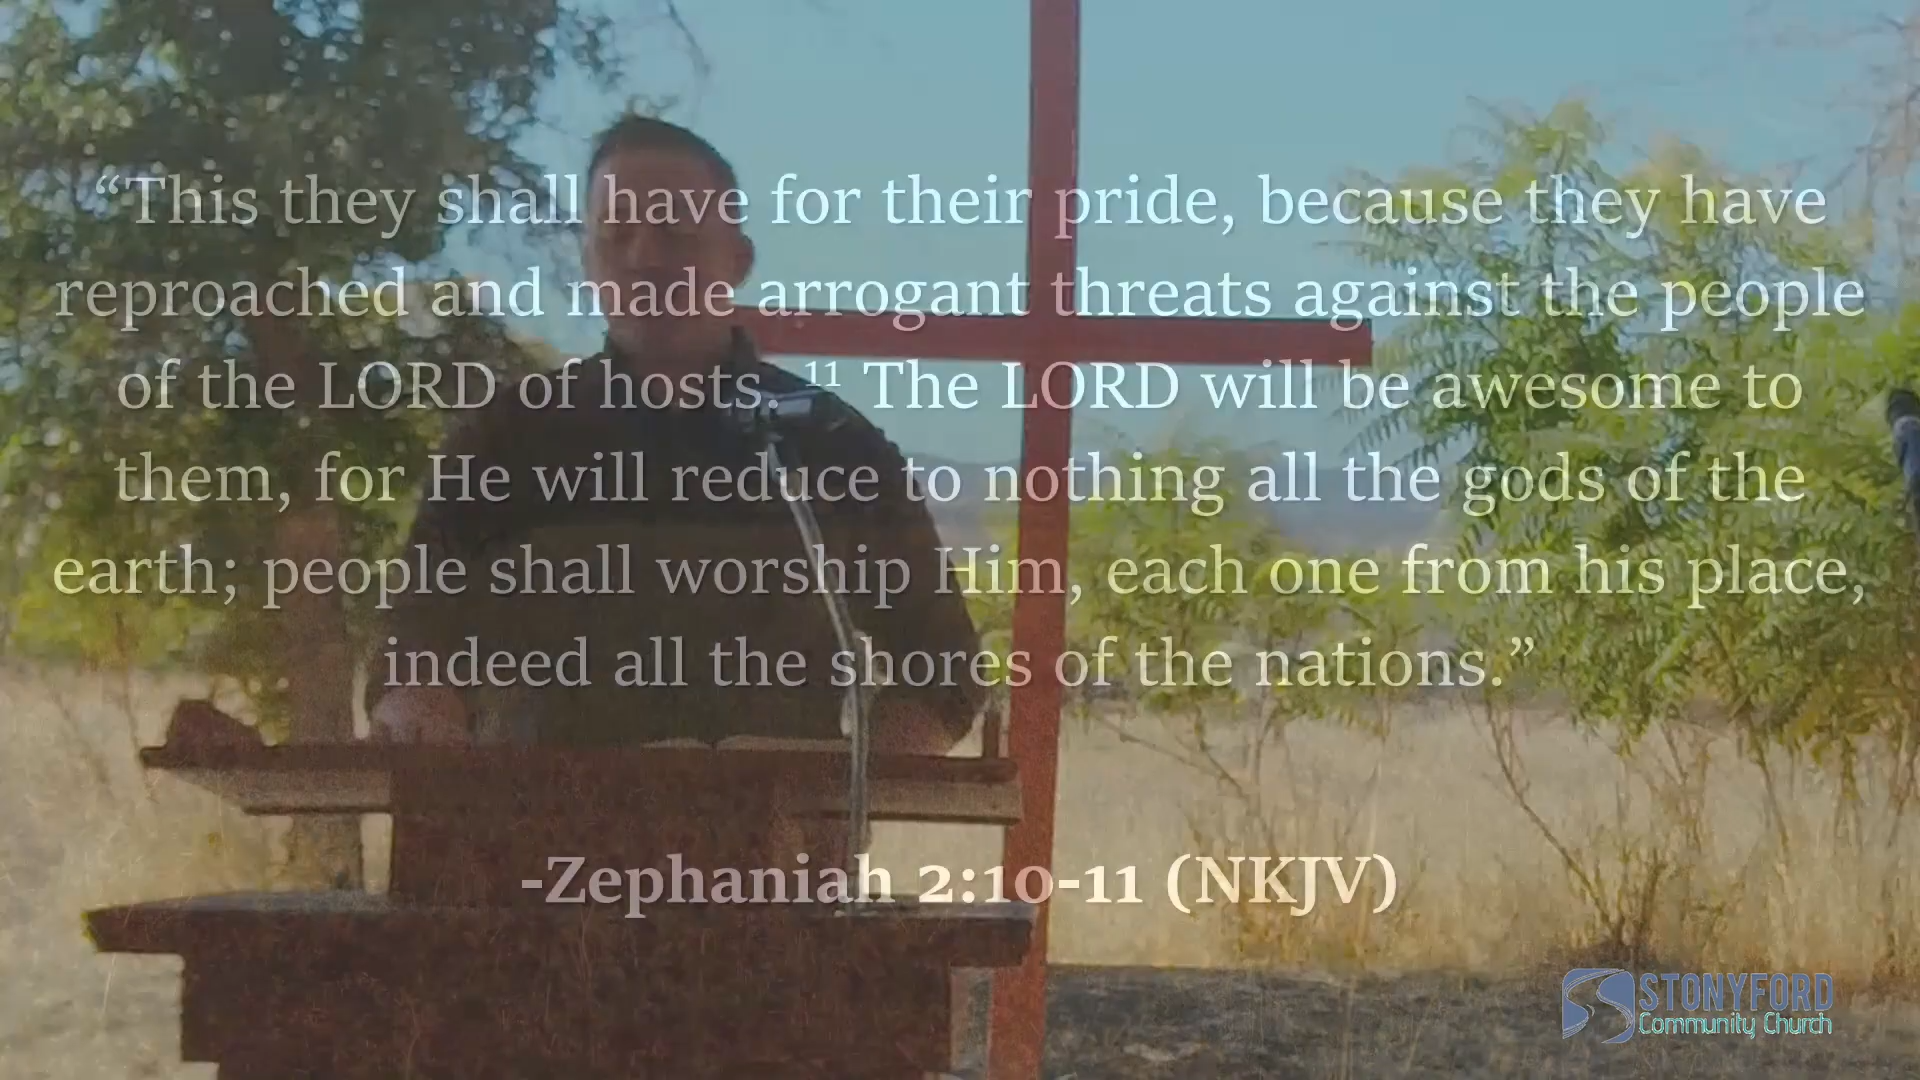 “This they shall have for their pride, because they have
reproached and made arrogant threats against the people
of the LORD of hosts. ¹¹ The LORD will be awesome to
them, for He will reduce to nothing all the gods of the
earth; people shall worship Him, each one from his place,
indeed all the shores of the nations.”
-Zephaniah 2:10-11 (NKJV)
STONYFORD
Community Church